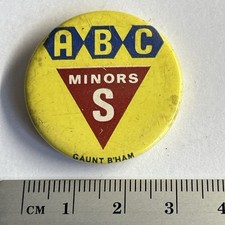 ABC
MINORS
S
GAUNT B'HAM
CM 1 2 3 4